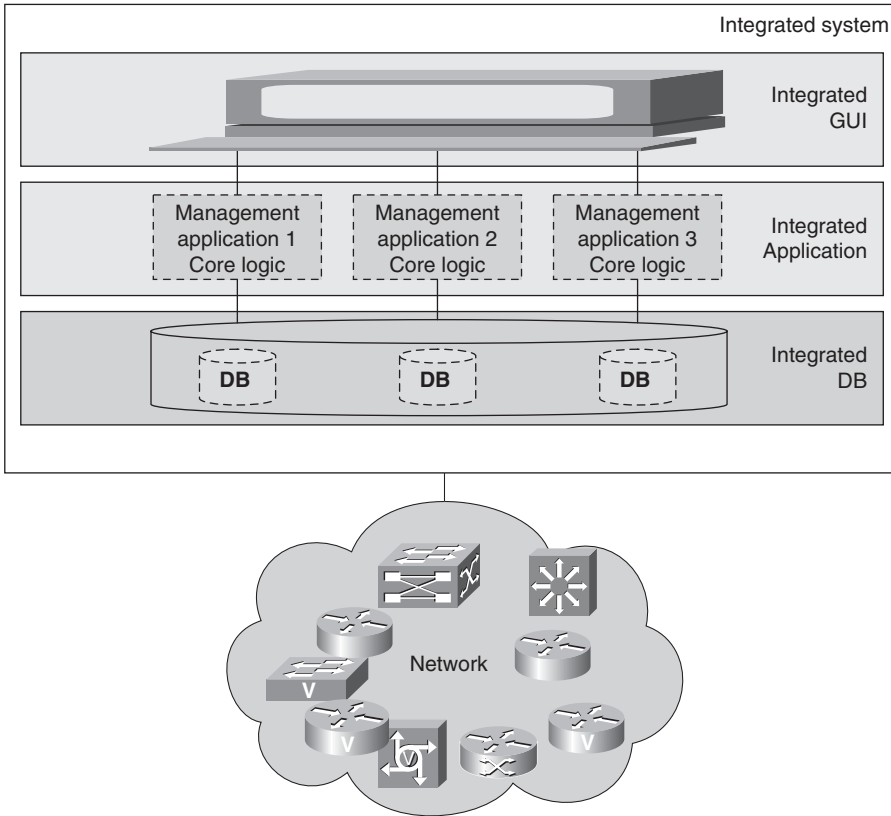 Integrated system
Integrated
GUI
Management
application 1
Core logic
Management
application 2
Core logic
Management
application 3
Core logic
Integrated
Application
DB
DB
DB
Integrated
DB
Network
V
V
V
V